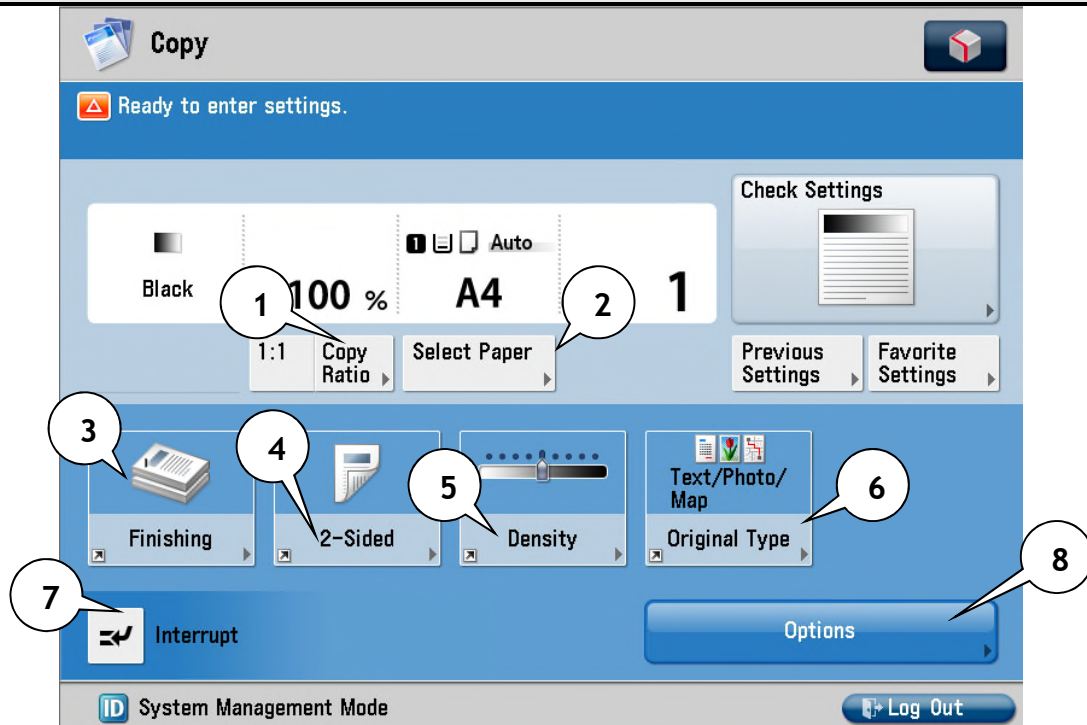 Copy
Ready to enter settings.
Check Settings
1 Auto
Black
100 %
A4
1
1
2
1:1
Copy
Ratio
Select Paper
Previous
Settings
Favorite
Settings
3
4
5
Text/Photo/
Map
6
Finishing
2-Sided
Density
Original Type
7
8
Interrupt
Options
ID System Management Mode
Log Out